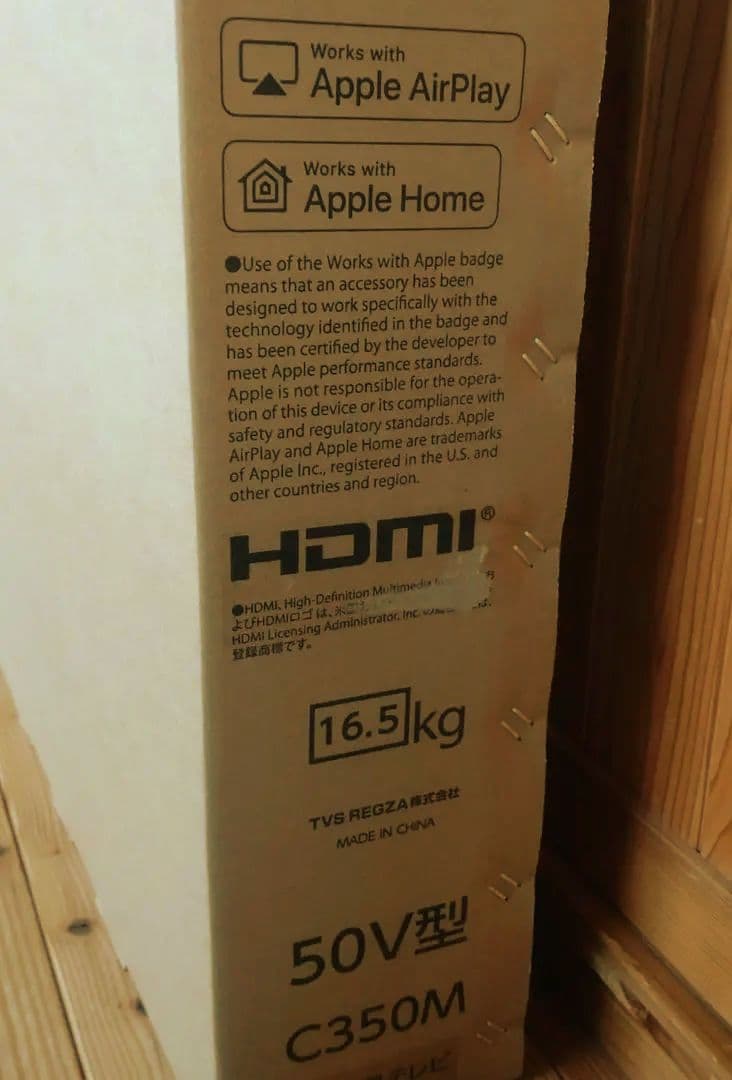 Works with
Apple AirPlay
Works with
Apple Home
●Use of the Works with Apple badge
means that an accessory has been
designed to work specifically with the
technology identified in the badge and
has been certified by the developer to
meet Apple performance standards.
Apple is not responsible for the opera-
tion of this device or its compliance with
safety and regulatory standards. Apple
AirPlay and Apple Home are trademarks
of Apple Inc., registered in the U.S. and
other countries and region.
HDMI®
●HDMI、High-Definition Multimedia
よびHDMIロゴ は、米
HDMI Licensing Administrator, Inc. の
登録商標です。
16.5kg
TVS REGZA株式会社
MADE IN CHINA
50V型
C350M
テレビ